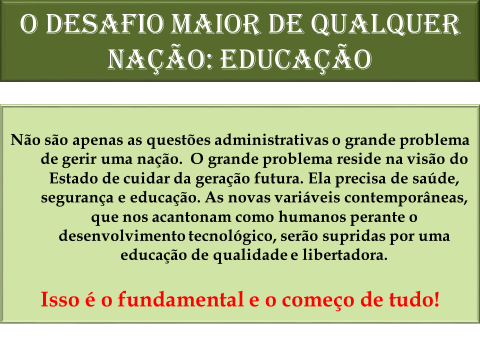 O DESAFIO MAIOR DE QUALQUER
NAÇÃO: EDUCAÇÃO
Não são apenas as questões administrativas o grande problema
de gerir uma nação. O grande problema reside na visão do
Estado de cuidar da geração futura. Ela precisa de saúde,
segurança e educação. As novas variáveis contemporâneas,
que nos acantonam como humanos perante o
desenvolvimento tecnológico, serão supridas por uma
educação de qualidade e libertadora.
Isso é o fundamental e o começo de tudo!